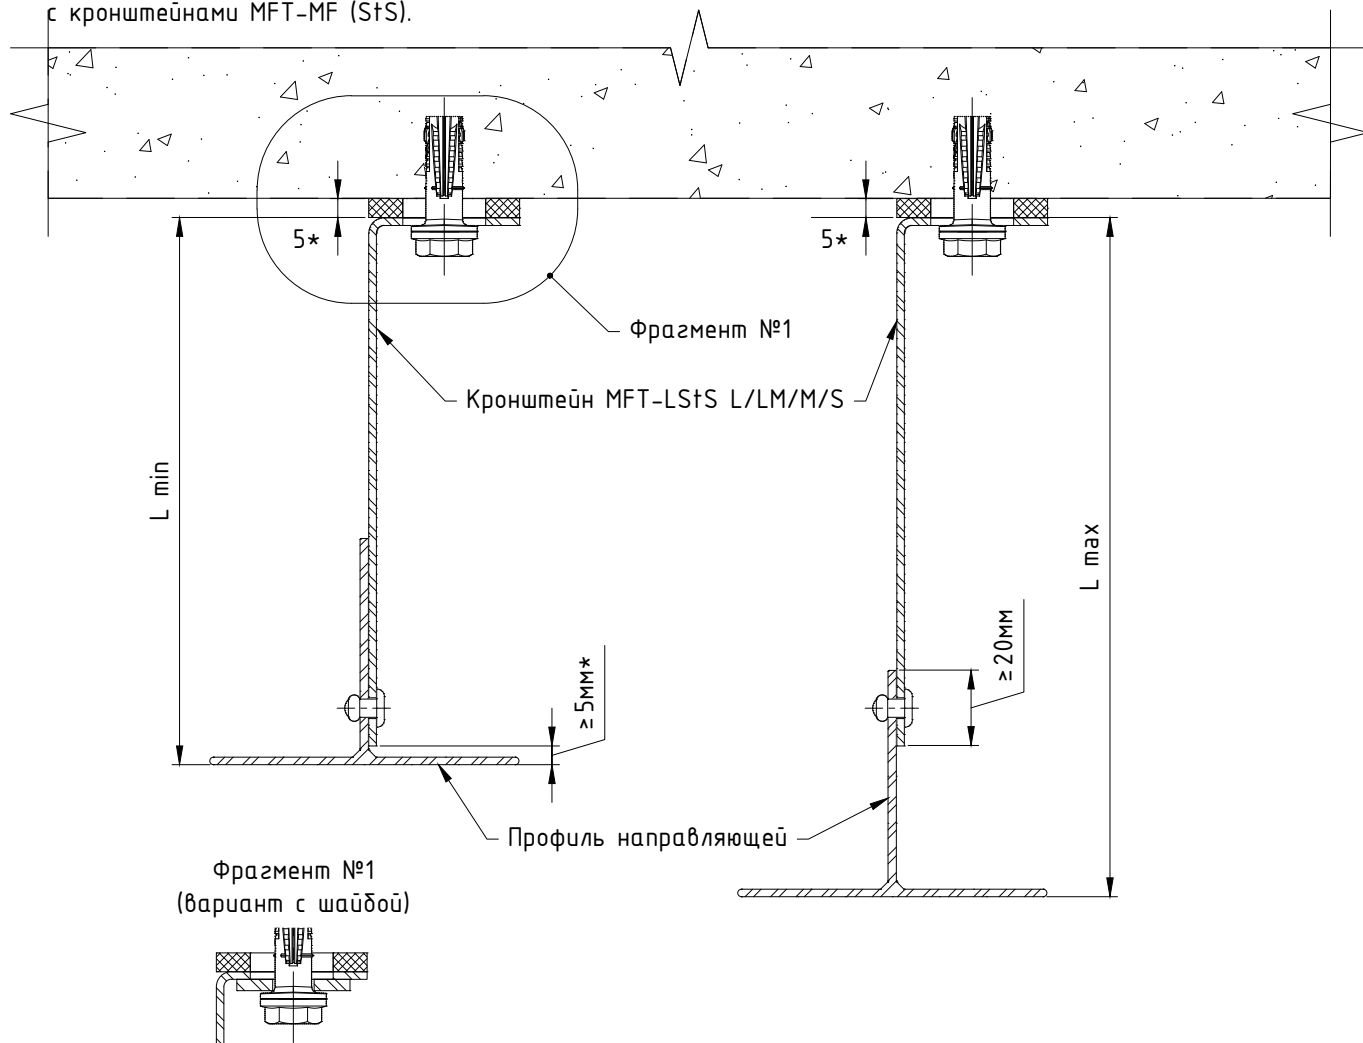 с кронштейнами MFT-MF (StS).
5*
5*
Фрагмент №1
Кронштейн MFT-LStS L/LM/M/S
L min
L max
≥5мм*
≥20мм
Профиль направляющей
Фрагмент №1
(вариант с шайбой)